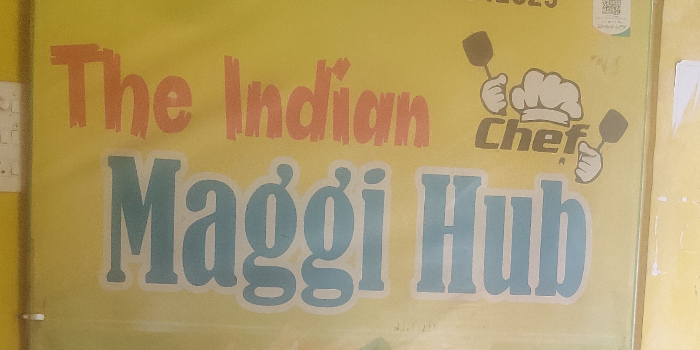 The Indian
Chef
Maggi Hub